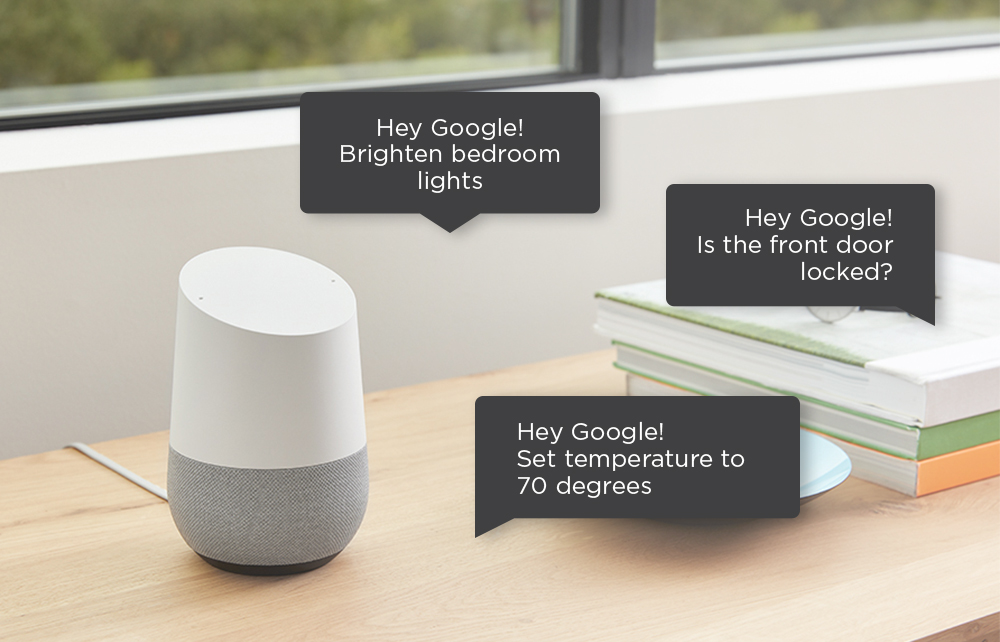 Hey Google!
Brighten bedroom
lights
Hey Google!
Is the front door
locked?
Hey Google!
Set temperature to
70 degrees